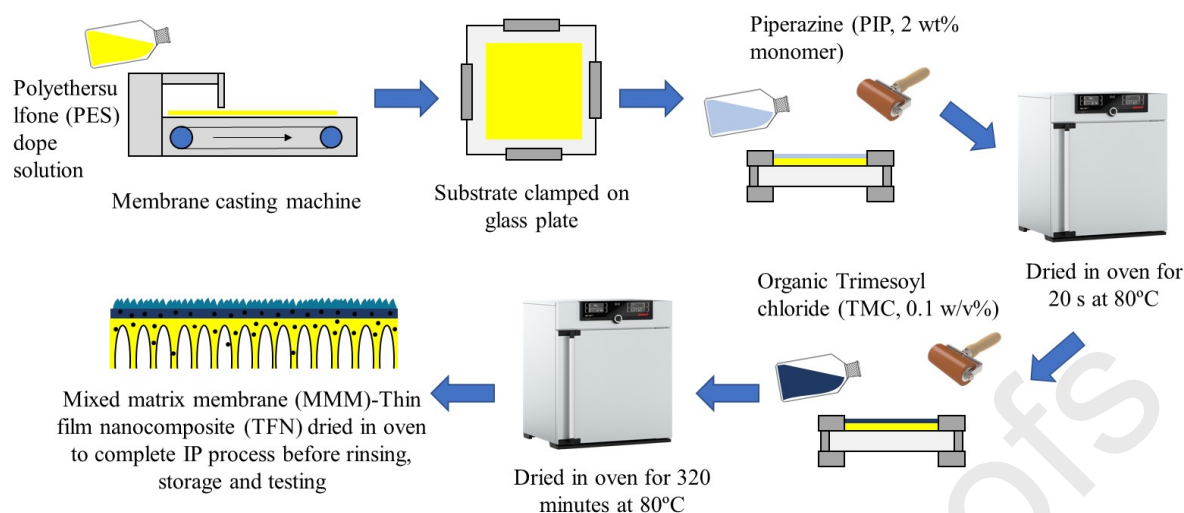 Polyethersu
lfone (PES)
dope
solution
Membrane casting machine
Substrate clamped on
glass plate
Piperazine (PIP, 2 wt%
monomer)
Dried in oven for
20 s at 80ºC
Organic Trimesoyl
chloride (TMC, 0.1 w/v%)
Dried in oven for 320
minutes at 80ºC
Mixed matrix membrane (MMM)-Thin
film nanocomposite (TFN) dried in oven
to complete IP process before rinsing,
storage and testing
ofs